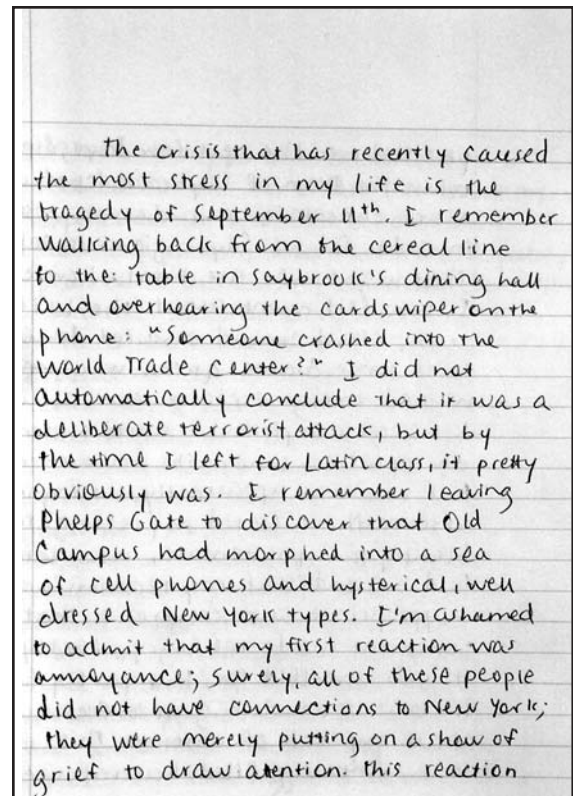 The crisis that has recently caused
the most stress in my life is the
tragedy of September 11th. I remember
walking back from the cereal line
to the table in Saybrook's dining hall
and overhearing the cardswiper on the
phone: "Someone crashed into the
World Trade Center?" I did not
automatically conclude that it was a
deliberate terrorist attack, but by
the time I left for Latin class, it pretty
obviously was. I remember leaving
Phelps Gate to discover that Old
Campus had morphed into a sea
of cell phones and hysterical, well
dressed New York types. I'm ashamed
to admit that my first reaction was
annoyance; surely, all of these people
did not have connections to New York;
they were merely putting on a show of
grief to draw atention. This reaction